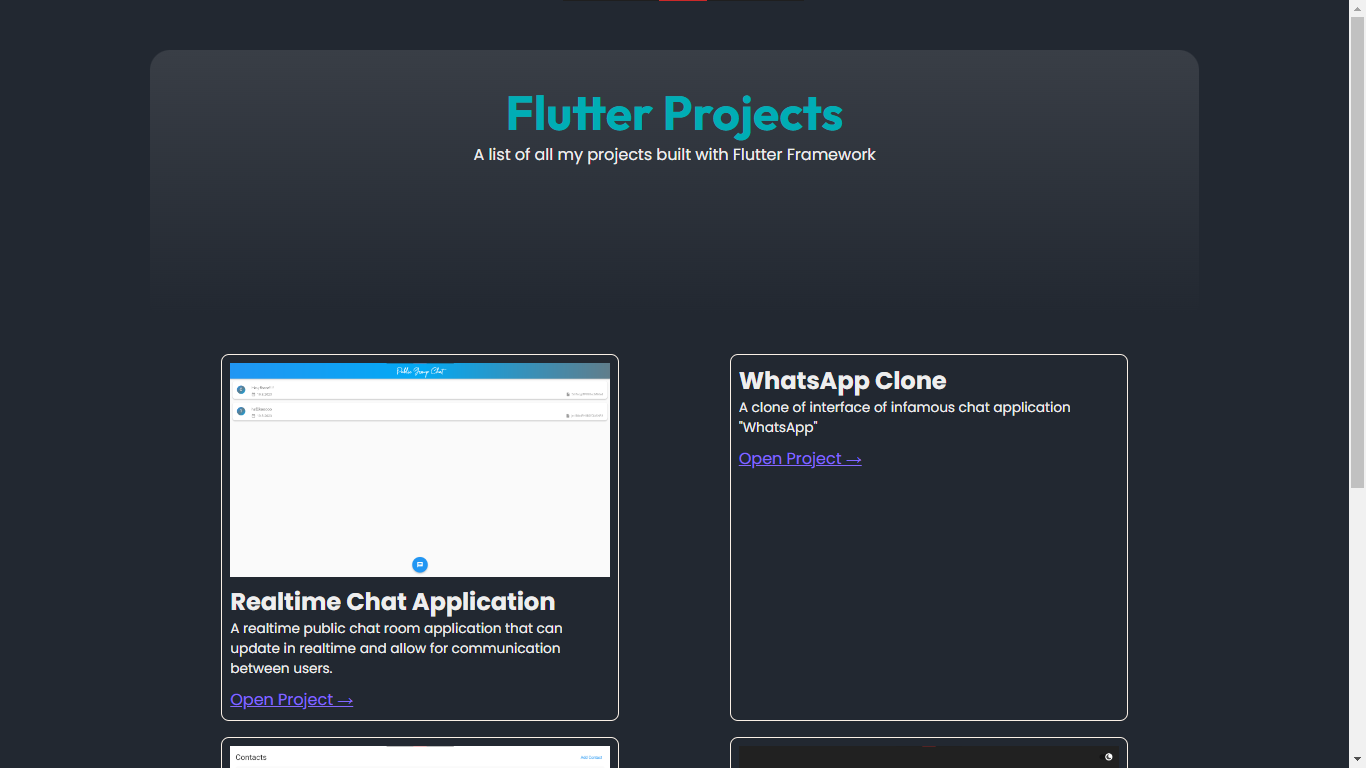 Flutter Projects
A list of all my projects built with Flutter Framework
Public Group Chat
Realtime Chat Application
A realtime public chat room application that can
update in realtime and allow for communication
between users.
Open Project →
WhatsApp Clone
A clone of interface of infamous chat application
"WhatsApp"
Open Project →
Contacts
Add Contact